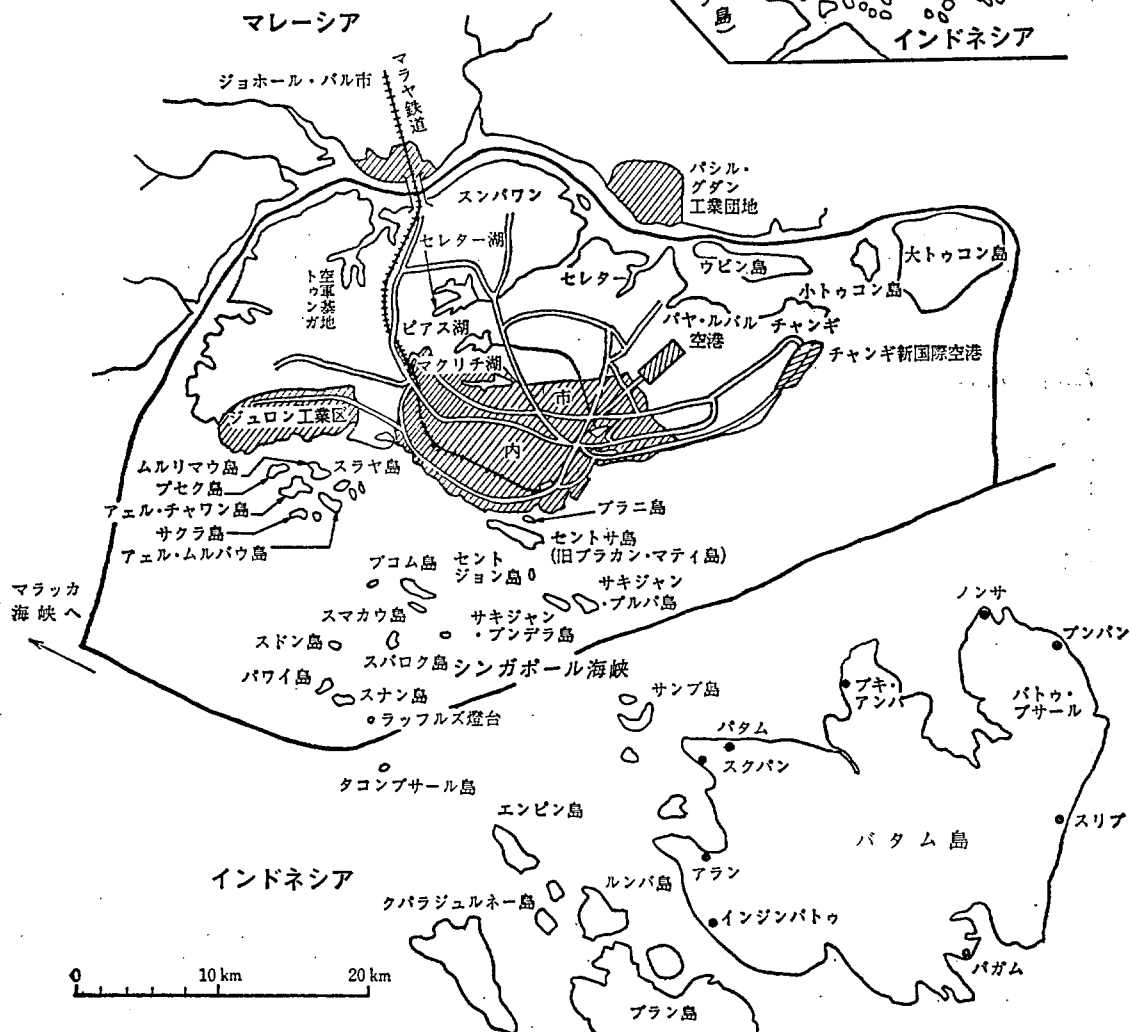 マレーシア
島)
インドネシア
ジョホール・バル市
マラヤ鉄道
パシル・
グダン
工業団地
スンバワン
セレター湖
セレター
ウビン島
大トゥコン島
小トゥコン島
空軍基地
トゥンガ
ピアス湖
パヤ・ルバル
空港
チャンギ
チャンギ新国際空港
マクリチ湖
市
内
ジュロン工業区
ムルリマウ島
スラヤ島
プセク島
アェル・チャワン島
サクラ島
アェル・ムルバウ島
ブラニ島
セントサ島
(旧ブラカン・マティ島)
ブコム島
セント
ジョン島
サキジャン
・プルパ島
マラッカ
海峡へ
スマカウ島
サキジャン
・ブンデラ島
スドン島
スバロク島
シンガポール海峡
パワイ島
スナン島
ラッフルズ燈台
サンブ島
ノンサ
プンパン
ブキ・
アンパ
バトゥ・
ブサール
バタム
スクパン
タコンブサール島
エンピン島
バタム島
スリプ
アラン
インドネシア
ルンバ島
クパラジュルネー島
インジンバトゥ
バガム
ブラン島
0 10km 20km